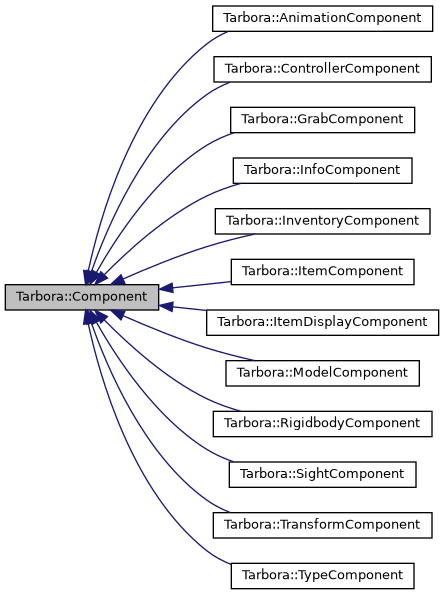 Tarbora::AnimationComponent
Tarbora::ControllerComponent
Tarbora::GrabComponent
Tarbora::InfoComponent
Tarbora::InventoryComponent
Tarbora::ItemComponent
Tarbora::Component
Tarbora::ItemDisplayComponent
Tarbora::ModelComponent
Tarbora::RigidbodyComponent
Tarbora::SightComponent
Tarbora::TransformComponent
Tarbora::TypeComponent